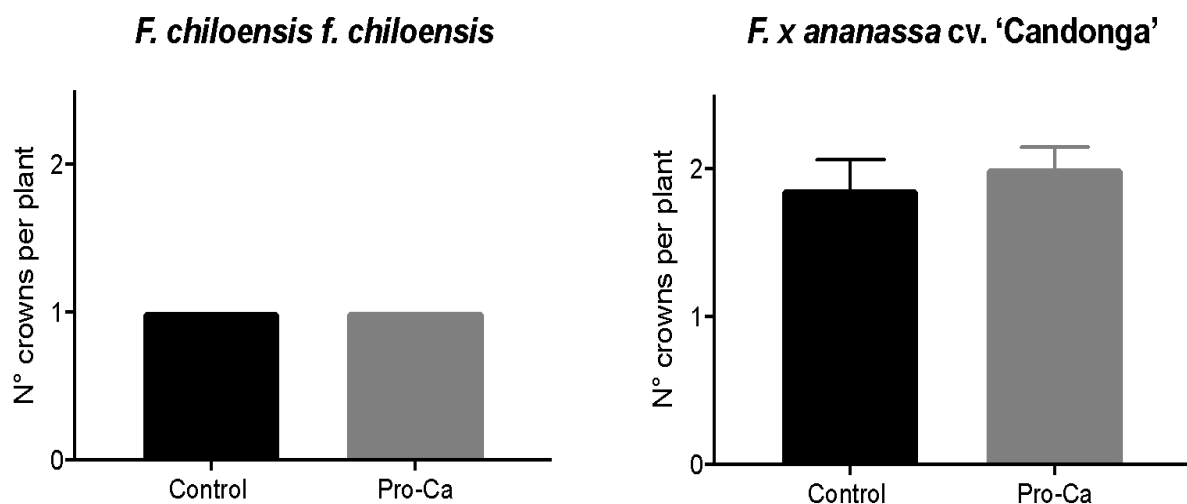 F. chiloensis f. chiloensis
N° crowns per plant
2
1
0
Control
Pro-Ca
F. x ananassa cv. ‘Candonga’
N° crowns per plant
2
1
0
Control
Pro-Ca